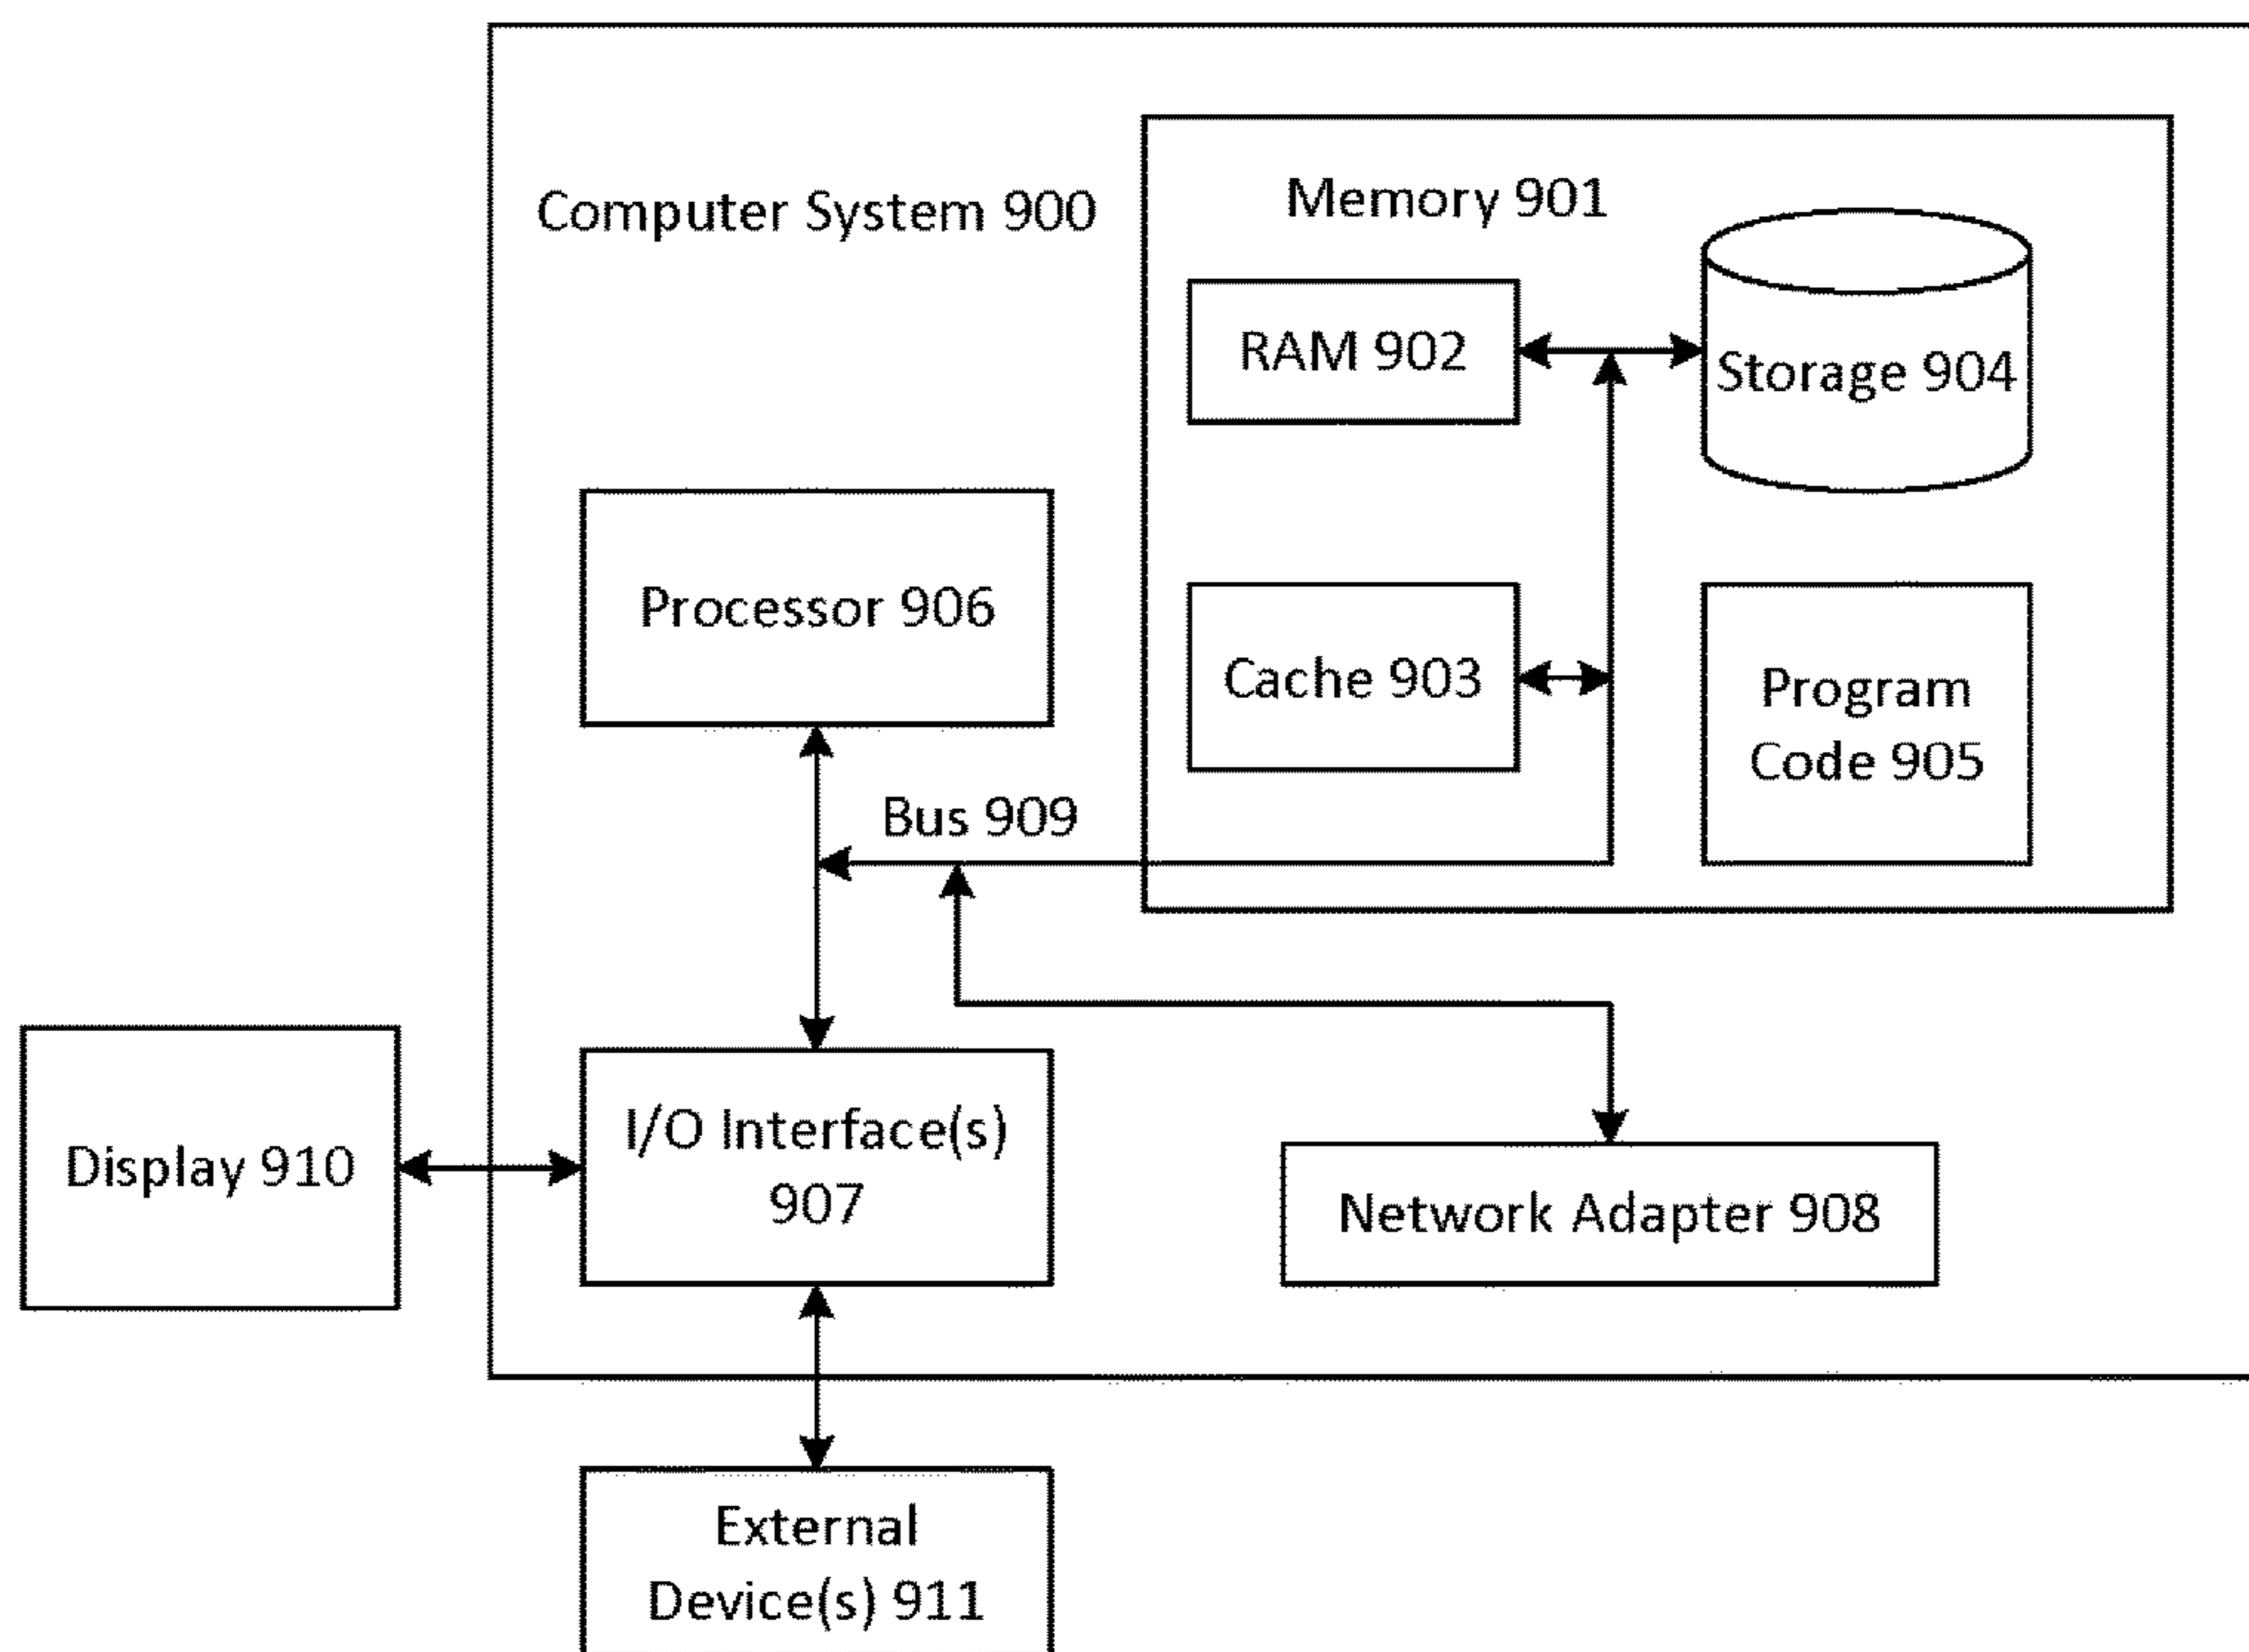 Computer System 900
Memory 901
RAM 902
Storage 904
Processor 906
Cache 903
Program
Code 905
Bus 909
Display 910
I/O Interface(s)
907
Network Adapter 908
External
Device(s) 911